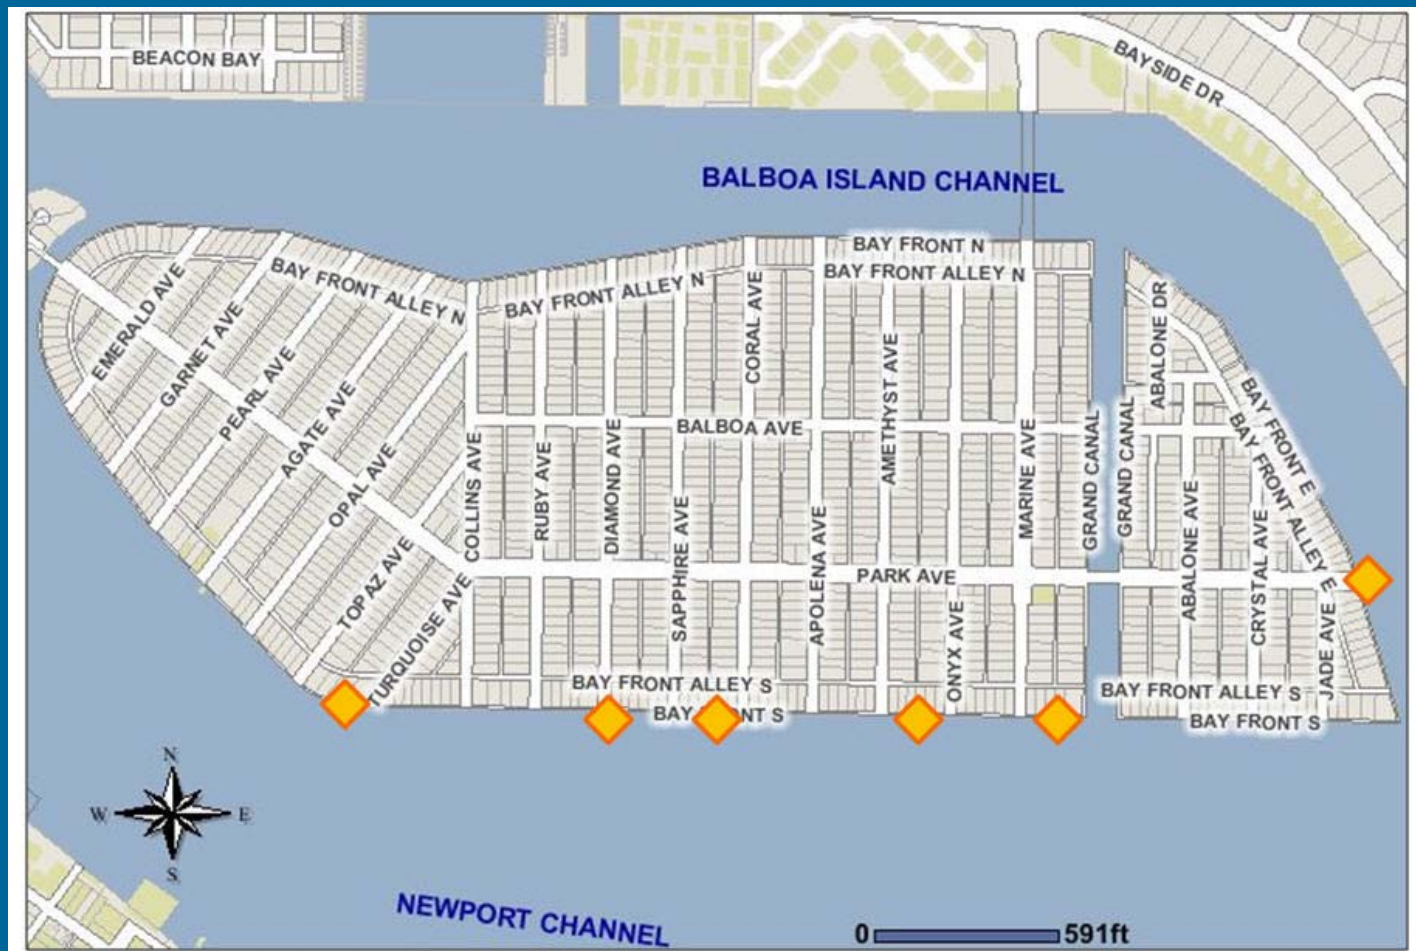 BEACON BAY
BAYSIDE DR
BALBOA ISLAND CHANNEL
BAY FRONT N
BAY FRONT ALLEY N
BAY FRONT ALLEY N
BAY FRONT ALLEY N
EMERALD AVE
GARNET AVE
PEARL AVE
AGATE AVE
OPAL AVE
TOPAZ AVE
TURQUOISE AVE
COLLINS AVE
RUBY AVE
DIAMOND AVE
SAPPHIRE AVE
CORAL AVE
BALBOA AVE
APOLENA AVE
AMETHYST AVE
ONYX AVE
MARINE AVE
GRAND CANAL
GRAND CANAL
ABALONE DR
ABALONE AVE
CRYSTAL AVE
JADE AVE
BAY FRONT E
BAY FRONT ALLEY E
PARK AVE
BAY FRONT ALLEY S
BAY FRONT S
BAY FRONT ALLEY S
BAY FRONT S
N
W E
S
NEWPORT CHANNEL
0 591ft